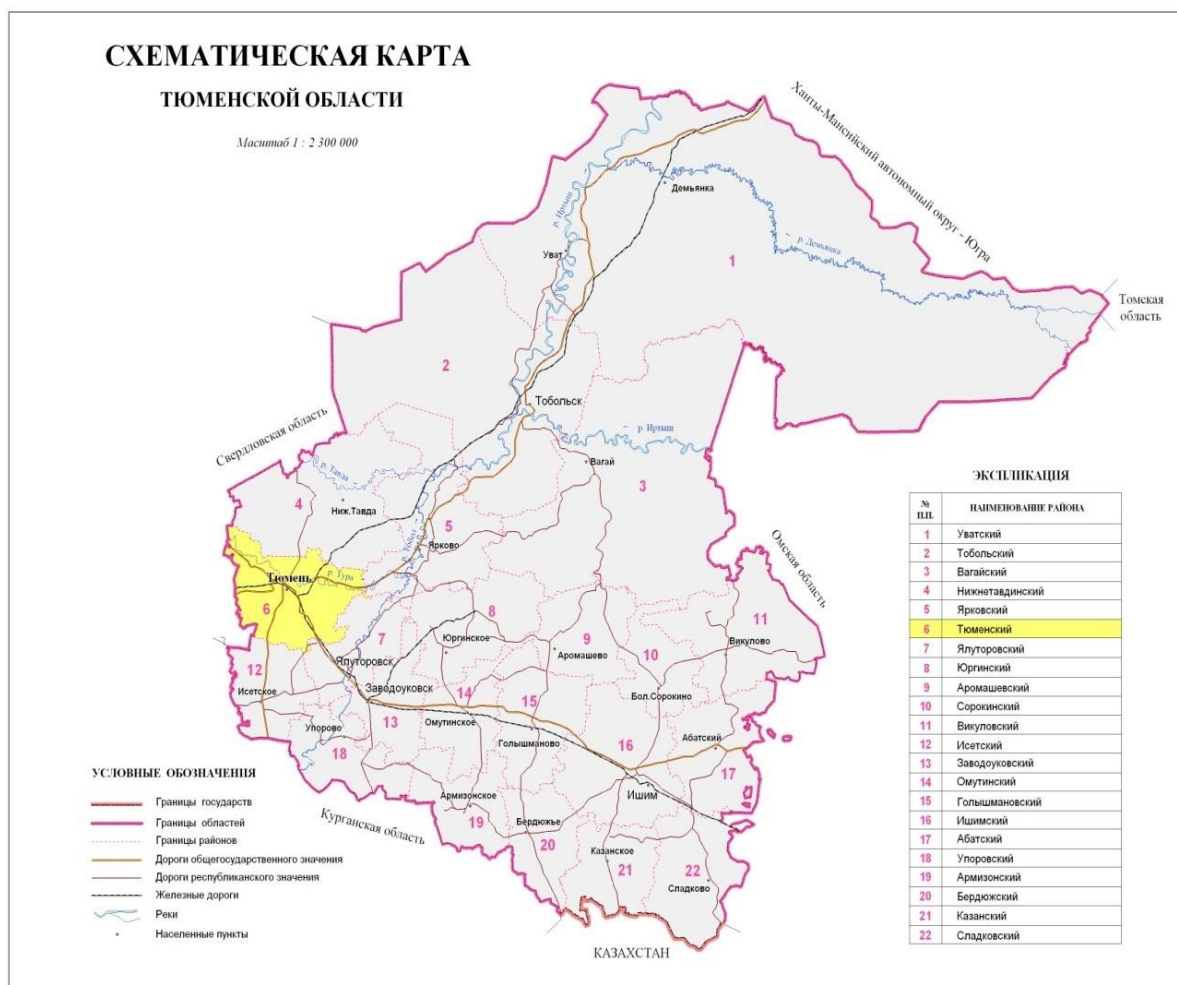 СХЕМАТИЧЕСКАЯ КАРТА
ТЮМЕНСКОЙ ОБЛАСТИ
Масштаб 1 : 2 300 000
Ханты-Мансийский автономный округ - Югра
Демьянка
р. Иртыш
р. Демьянка
Уват
1
Томская
область
2
Тобольск
Свердловская область
р. Иртыш
р. Тавда
Вагай
3
4
Ниж.Тавда
5
р. Тобол
Ярково
Омская область
Тюмень
р. Тура
6
7
8
9
10
11
Юргинское
Аромашево
Викулово
12
Ялуторовск
Исетское
Заводоуковск
14
15
Бол.Сорокино
Упорово
13
Омутинское
Голышманово
16
Абатский
18
17
Ишим
Армизонское
19
Бердюжье
20
Казанское
21
22
Сладково
Курганская область
КАЗАХСТАН
УСЛОВНЫЕ ОБОЗНАЧЕНИЯ
Границы государств
Границы областей
Границы районов
Дороги общегосударственного значения
Дороги республиканского значения
Железные дороги
Реки
Населенные пункты
ЭКСПЛИКАЦИЯ
№ П.П. НАИМЕНОВАНИЕ РАЙОНА
1 Уватский
2 Тобольский
3 Вагайский
4 Нижнетавдинский
5 Ярковский
6 Тюменский
7 Ялуторовский
8 Юргинский
9 Аромашевский
10 Сорокинский
11 Викуловский
12 Исетский
13 Заводоуковский
14 Омутинский
15 Голышмановский
16 Ишимский
17 Абатский
18 Упоровский
19 Армизонский
20 Бердюжский
21 Казанский
22 Сладковский